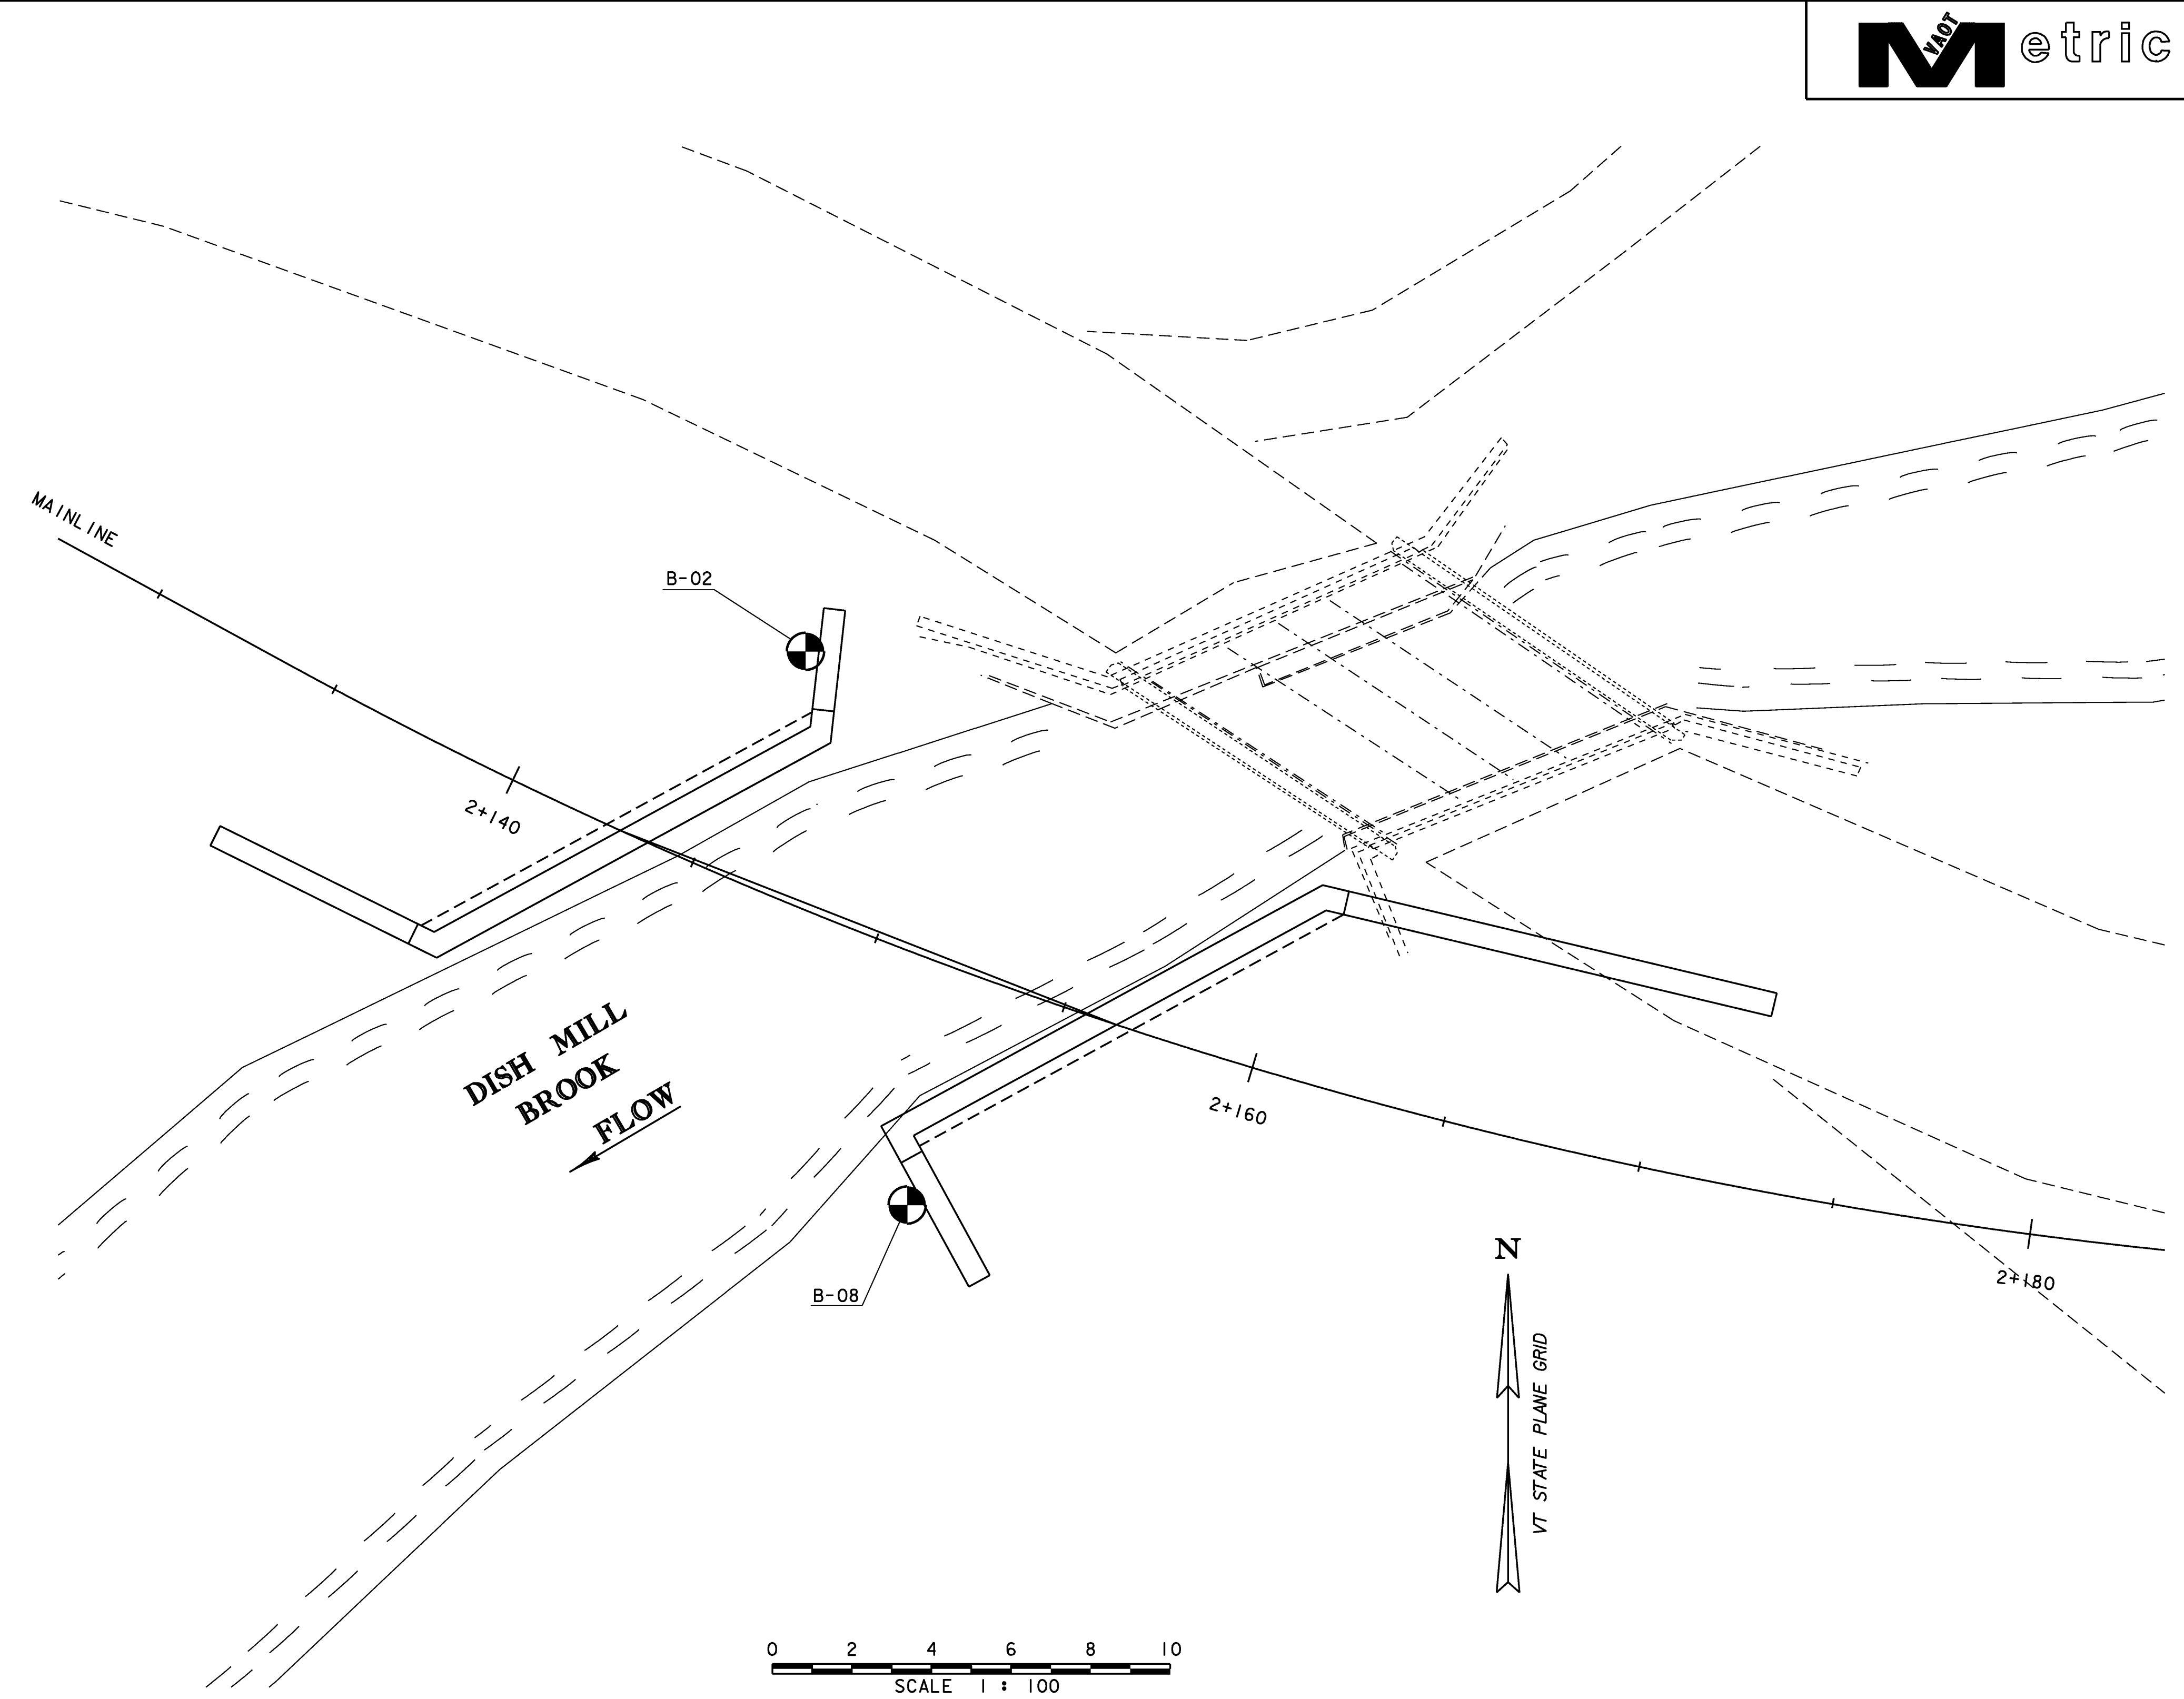 VAOT
Metric
MAINLINE
B-02
2+140
DISH MILL
BROOK
FLOW
2+160
B-08
N
2+180
VT STATE PLANE GRID
0 2 4 6 8 10
SCALE 1 : 100